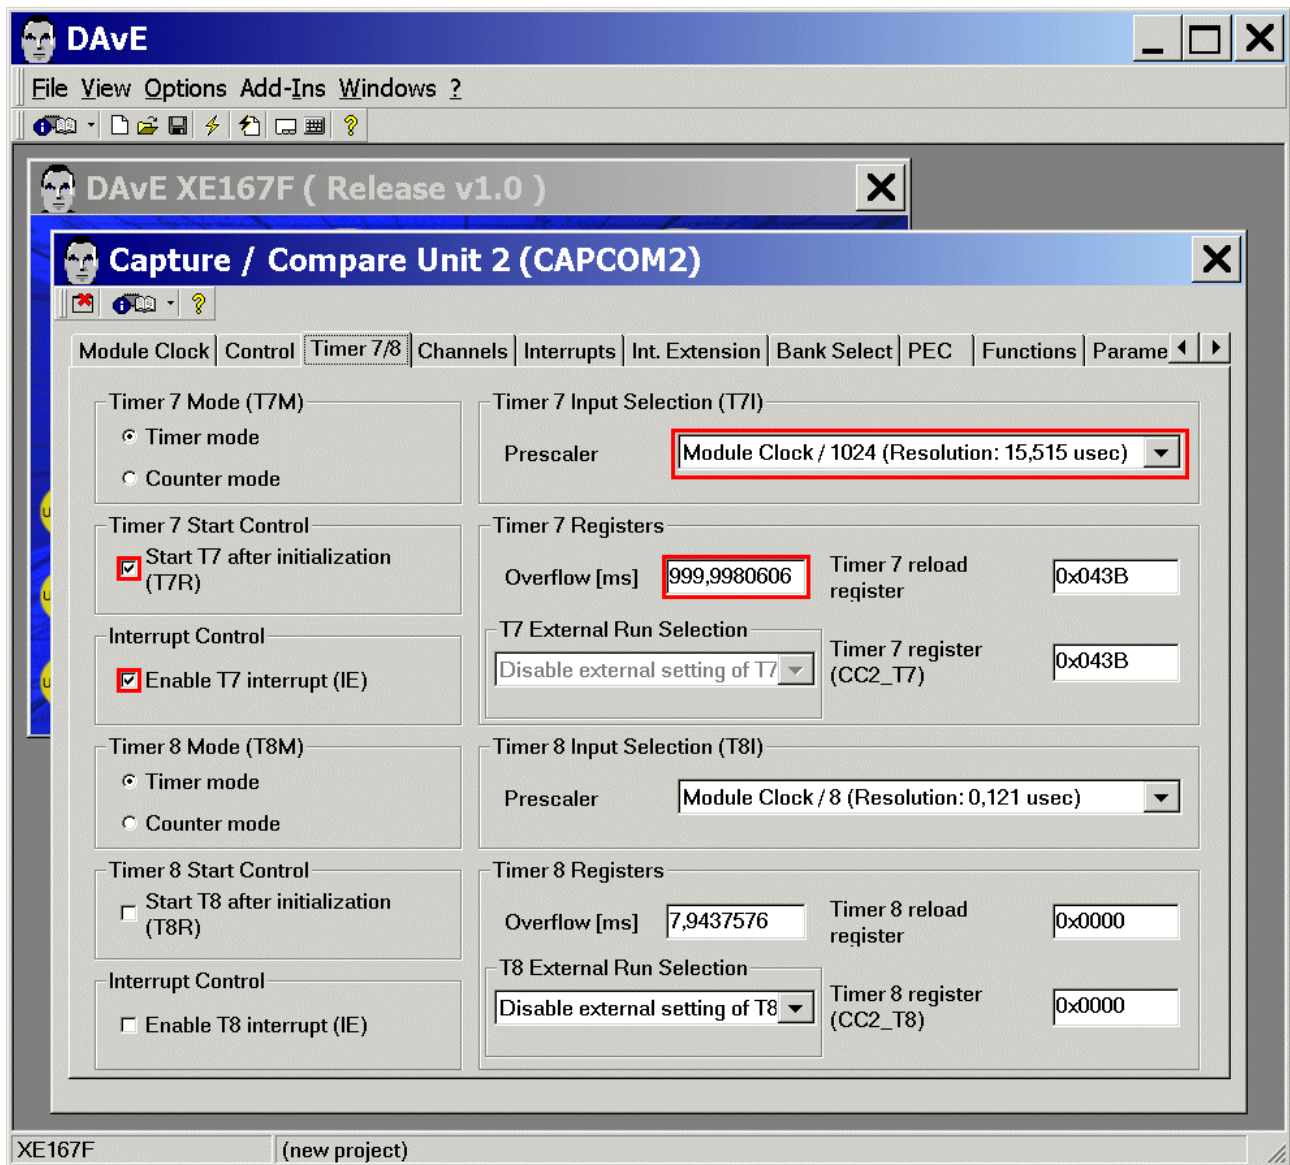 DAvE
File View Options Add-Ins Windows ?
DAvE XE167F ( Release v1.0 )
Capture / Compare Unit 2 (CAPCOM2)
Module Clock Control Timer 7/8 Channels Interrupts Int. Extension Bank Select PEC Functions Parame
Timer 7 Mode (T7M)
Timer mode
Counter mode
Timer 7 Input Selection (T7I)
Prescaler
Module Clock / 1024 (Resolution: 15,515 usec)
Timer 7 Start Control
Start T7 after initialization
(T7R)
Timer 7 Registers
Overflow [ms]
999,9980606
Timer 7 reload
register
0x043B
Interrupt Control
Enable T7 interrupt (IE)
T7 External Run Selection
Disable external setting of T7
Timer 7 register
(CC2_T7)
0x043B
Timer 8 Mode (T8M)
Timer mode
Counter mode
Timer 8 Input Selection (T8I)
Prescaler
Module Clock / 8 (Resolution: 0,121 usec)
Timer 8 Start Control
Start T8 after initialization
(T8R)
Timer 8 Registers
Overflow [ms]
7,9437576
Timer 8 reload
register
0x0000
Interrupt Control
Enable T8 interrupt (IE)
T8 External Run Selection
Disable external setting of T8
Timer 8 register
(CC2_T8)
0x0000
XE167F
(new project)